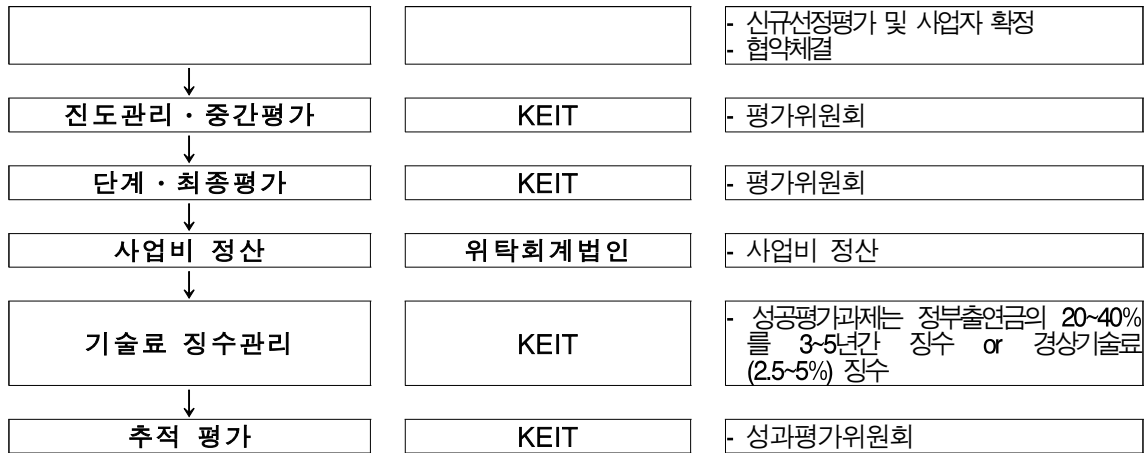 - 신규선정평가 및 사업자 확정
- 협약체결
진도관리·중간평가 KEIT - 평가위원회
단계·최종평가 KEIT - 평가위원회
사업비 정산 위탁회계법인 - 사업비 정산
기술료 징수관리 KEIT - 성공평가과제는 정부출연금의 20~40%
를 3~5년간 징수 or 경상기술료
(2.5~5%) 징수
추적 평가 KEIT - 성과평가위원회